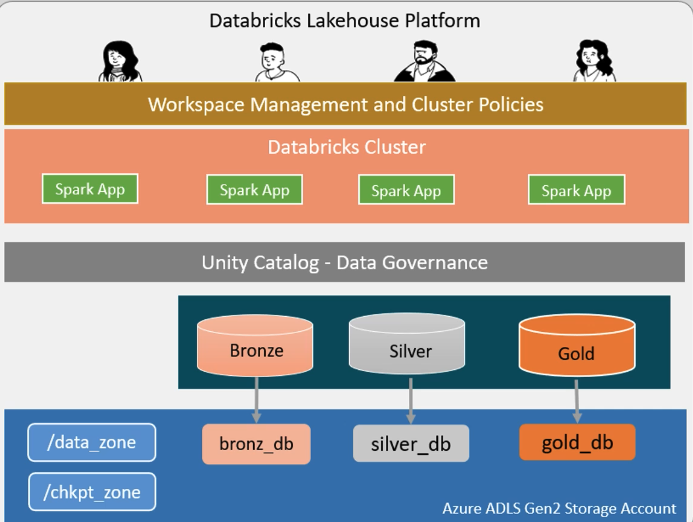 Databricks Lakehouse Platform
Workspace Management and Cluster Policies
Databricks Cluster
Spark App Spark App Spark App Spark App
Unity Catalog - Data Governance
Bronze Silver Gold
/data_zone bronz_db silver_db gold_db
/chkpt_zone
Azure ADLS Gen2 Storage Account